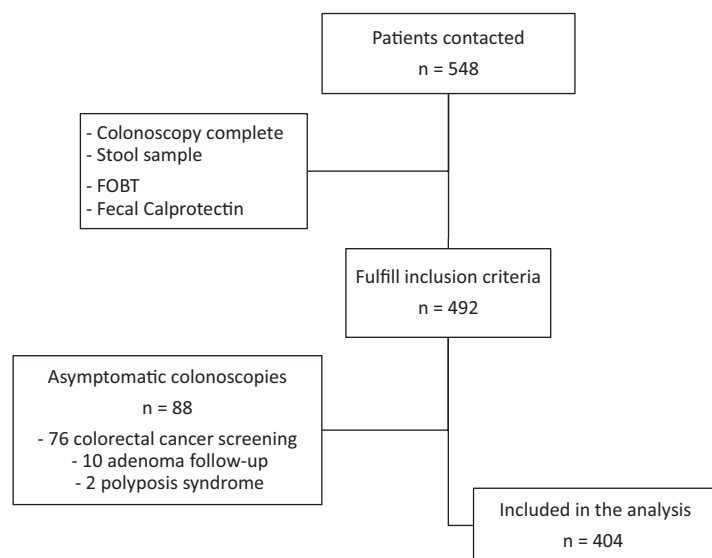 Patients contacted
n = 548
- Colonoscopy complete
- Stool sample
- FOBT
- Fecal Calprotectin
Fulfill inclusion criteria
n = 492
Asymptomatic colonoscopies
n = 88
- 76 colorectal cancer screening
- 10 adenoma follow-up
- 2 polyposis syndrome
Included in the analysis
n = 404